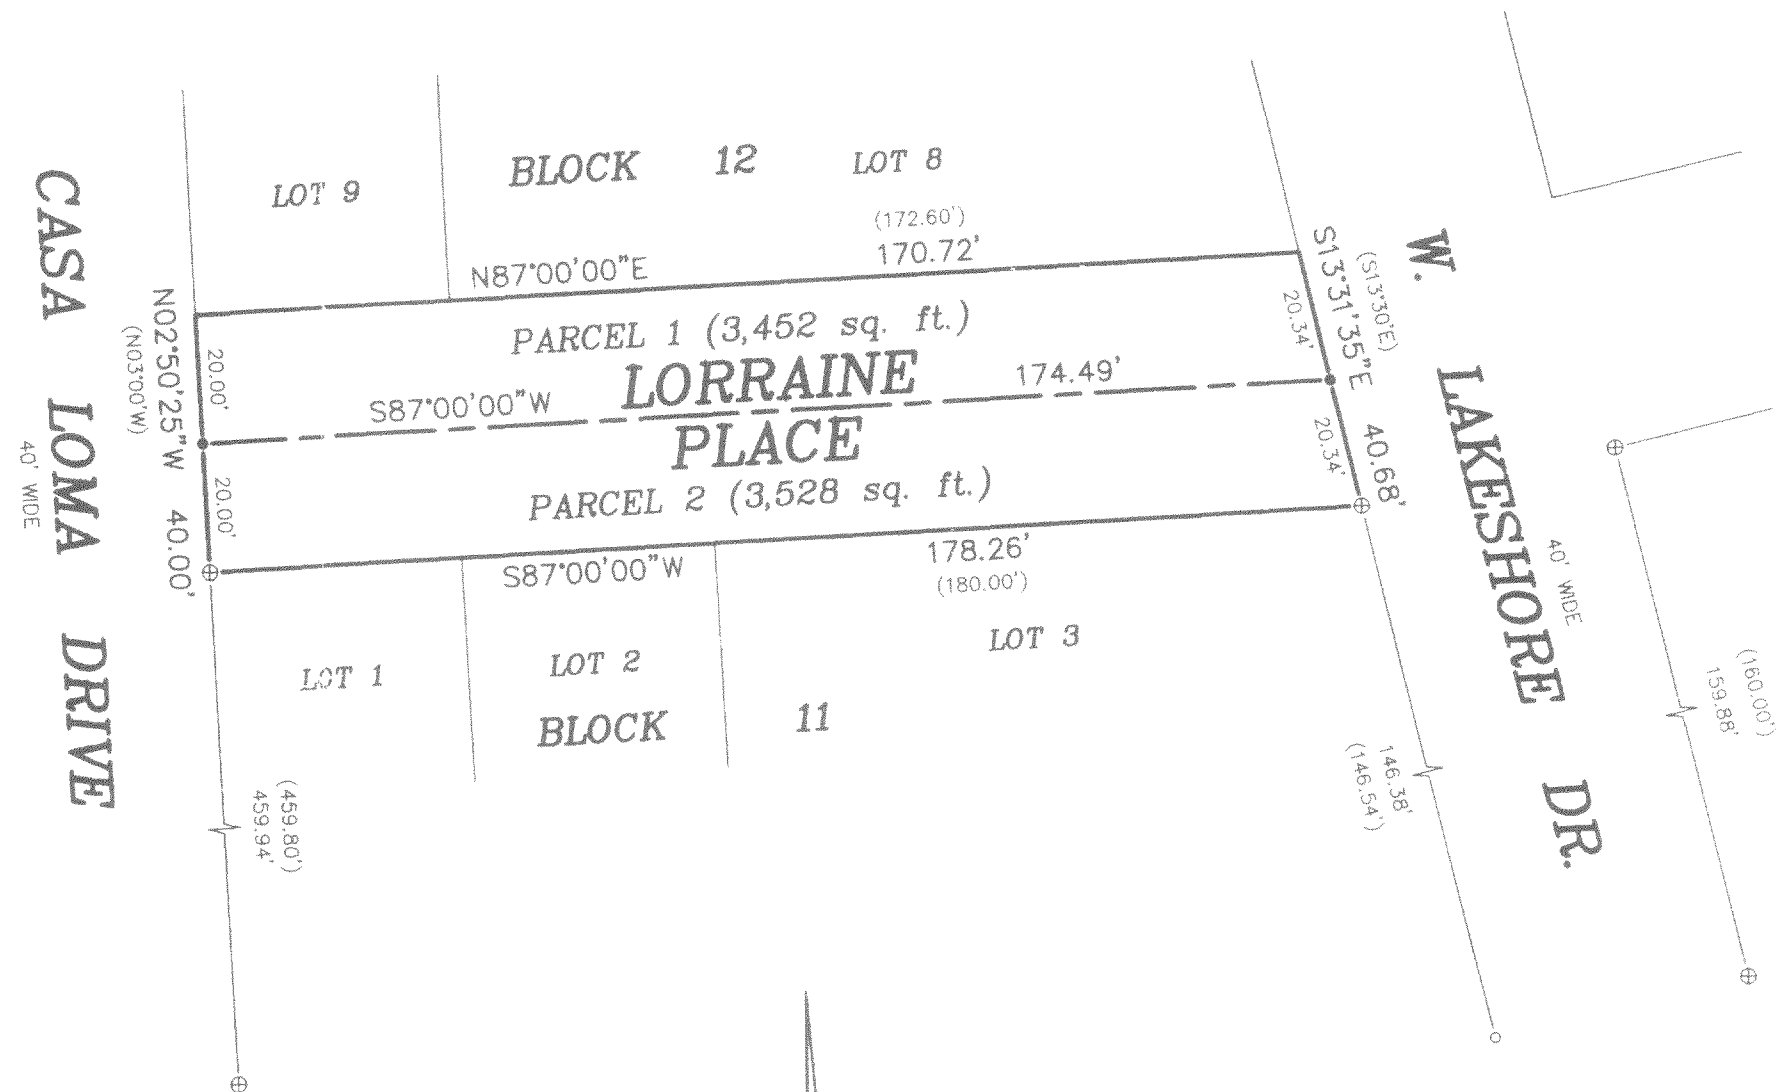 CASA LOMA DRIVE
40' WIDE
N02°50'25"W 40.00'
(N03°00'W)
LOT 9
BLOCK 12
LOT 8
(172.60')
170.72'
N87°00'00"E
PARCEL 1 (3,452 sq. ft.)
20.00'
20.34'
S13°31'35"E 40.68'
(S13°30'E)
LORRAINE
174.49'
S87°00'00"W
PLACE
PARCEL 2 (3,528 sq. ft.)
20.00'
20.34'
178.26'
S87°00'00"W
(180.00')
LOT 1
LOT 2
LOT 3
BLOCK 11
W. LAKESHORE DR.
40' WIDE
(459.80')
459.94'
146.38'
(146.54')
(160.00')
159.88'